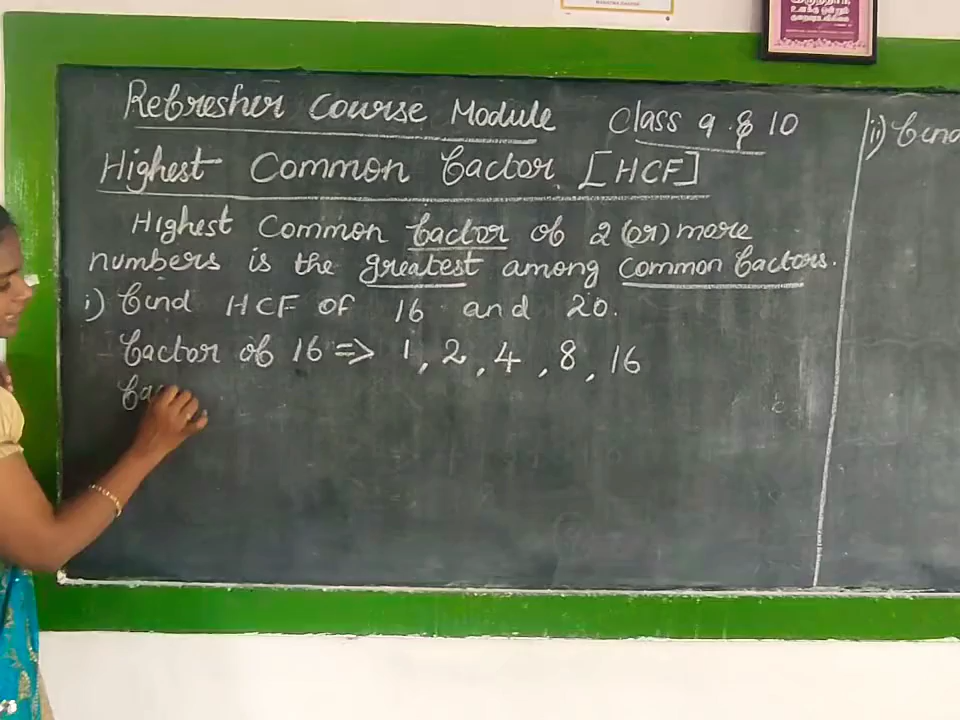 Refresher Course Module Class 9 & 10
Highest Common Factor [HCF]
Highest Common factor of 2 (or) more
numbers is the greatest among common factors.
i) Find HCF of 16 and 20.
Factor of 16 => 1, 2, 4, 8, 16
Fac
ii) Find